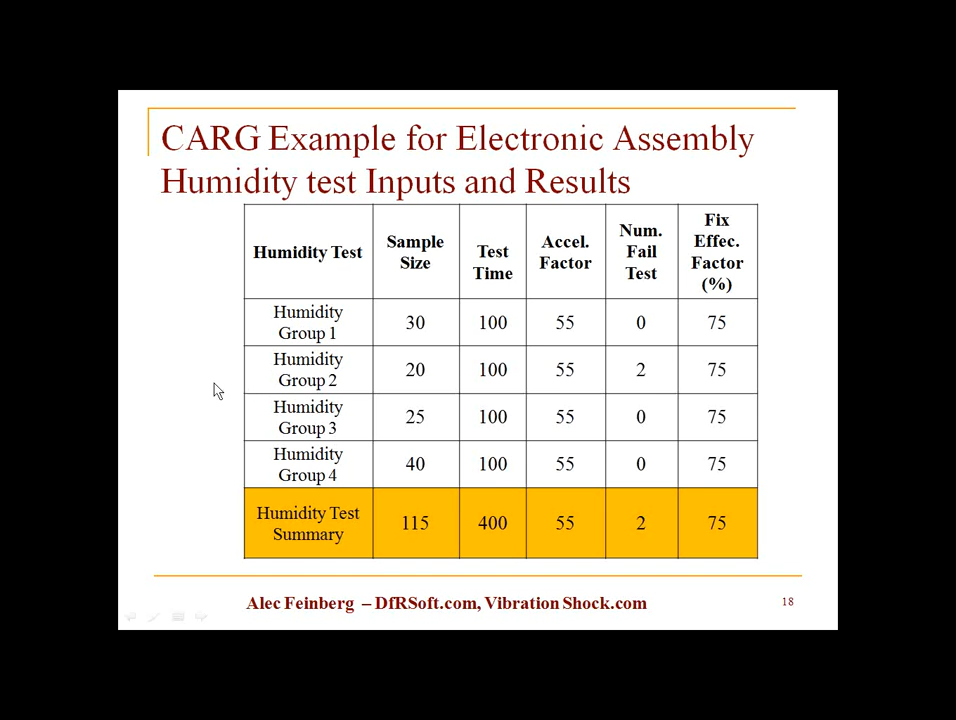 CARG Example for Electronic Assembly
Humidity test Inputs and Results
Humidity Test Sample Size Test Time Accel. Factor Num. Fail Test Fix Effec. Factor (%)
Humidity Group 1 30 100 55 0 75
Humidity Group 2 20 100 55 2 75
Humidity Group 3 25 100 55 0 75
Humidity Group 4 40 100 55 0 75
Humidity Test Summary 115 400 55 2 75
Alec Feinberg – DfRSoft.com, Vibration Shock.com
18